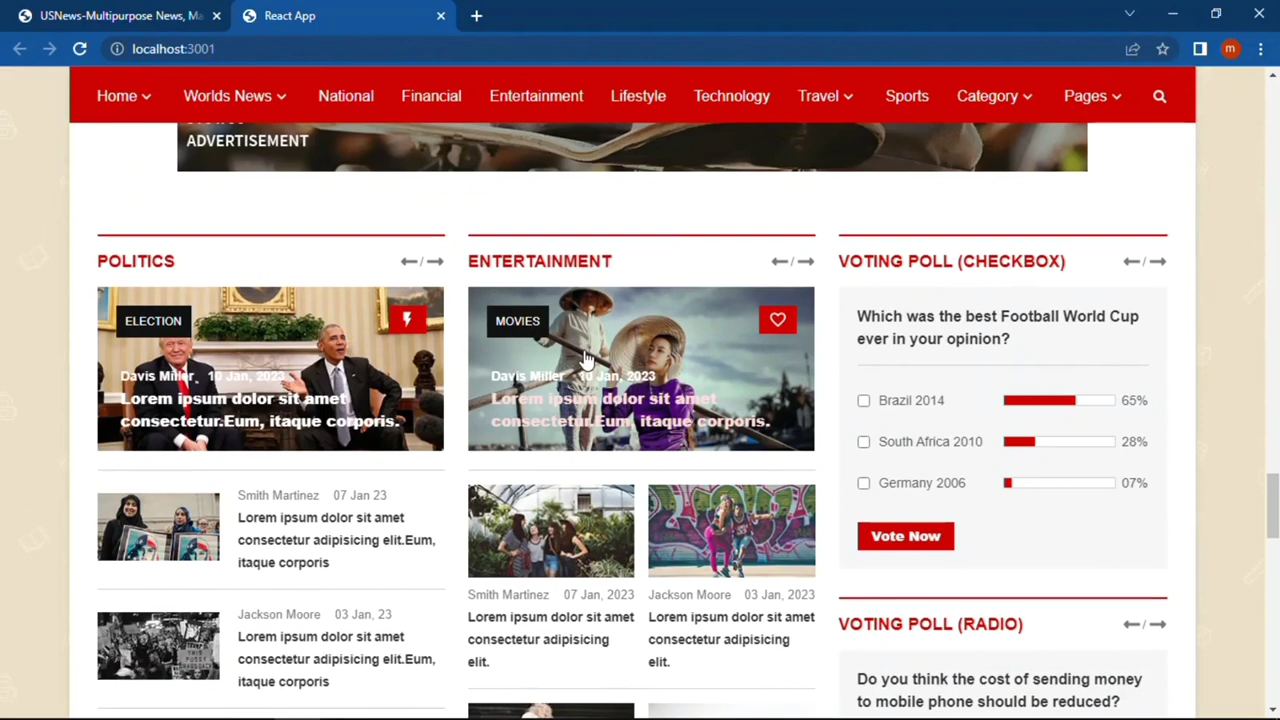 USNews-Multipurpose News, Ma
React App
localhost:3001
m
Home
Worlds News
National
Financial
Entertainment
Lifestyle
Technology
Travel
Sports
Category
Pages
ADVERTISEMENT
POLITICS
/
ELECTION
Davis Miller
10 Jan, 2023
Lorem ipsum dolor sit amet
consectetur.Eum, itaque corporis.
Smith Martinez 07 Jan 23
Lorem ipsum dolor sit amet
consectetur adipisicing elit.Eum,
itaque corporis
Jackson Moore 03 Jan, 23
Lorem ipsum dolor sit amet
consectetur adipisicing elit.Eum,
itaque corporis
ENTERTAINMENT
/
MOVIES
Davis Miller
10 Jan, 2023
Lorem ipsum dolor sit amet
consectetur.Eum, itaque corporis.
Smith Martinez 07 Jan, 2023
Lorem ipsum dolor sit amet
consectetur adipisicing
elit.
Jackson Moore 03 Jan, 2023
Lorem ipsum dolor sit amet
consectetur adipisicing
elit.
VOTING POLL (CHECKBOX)
/
Which was the best Football World Cup
ever in your opinion?
Brazil 2014 65%
South Africa 2010 28%
Germany 2006 07%
Vote Now
VOTING POLL (RADIO)
/
Do you think the cost of sending money
to mobile phone should be reduced?